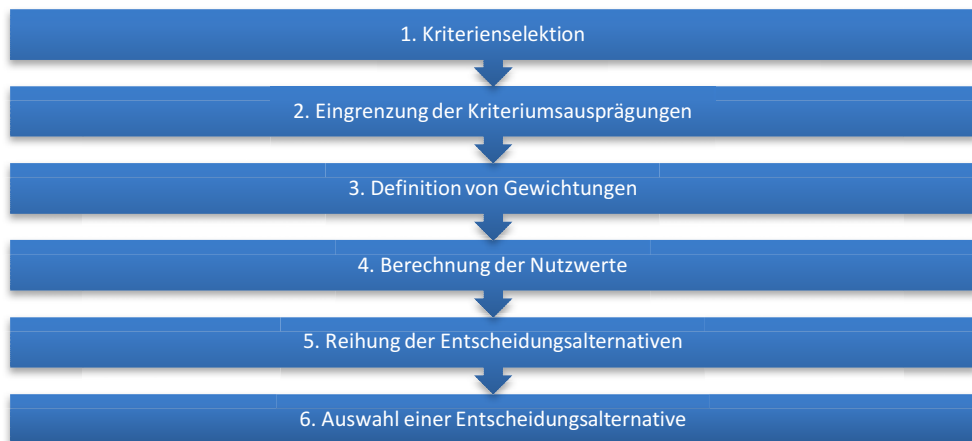 1. Kriterienselektion
2. Eingrenzung der Kriteriumsausprägungen
3. Definition von Gewichtungen
4. Berechnung der Nutzwerte
5. Reihung der Entscheidungsalternativen
6. Auswahl einer Entscheidungsalternative